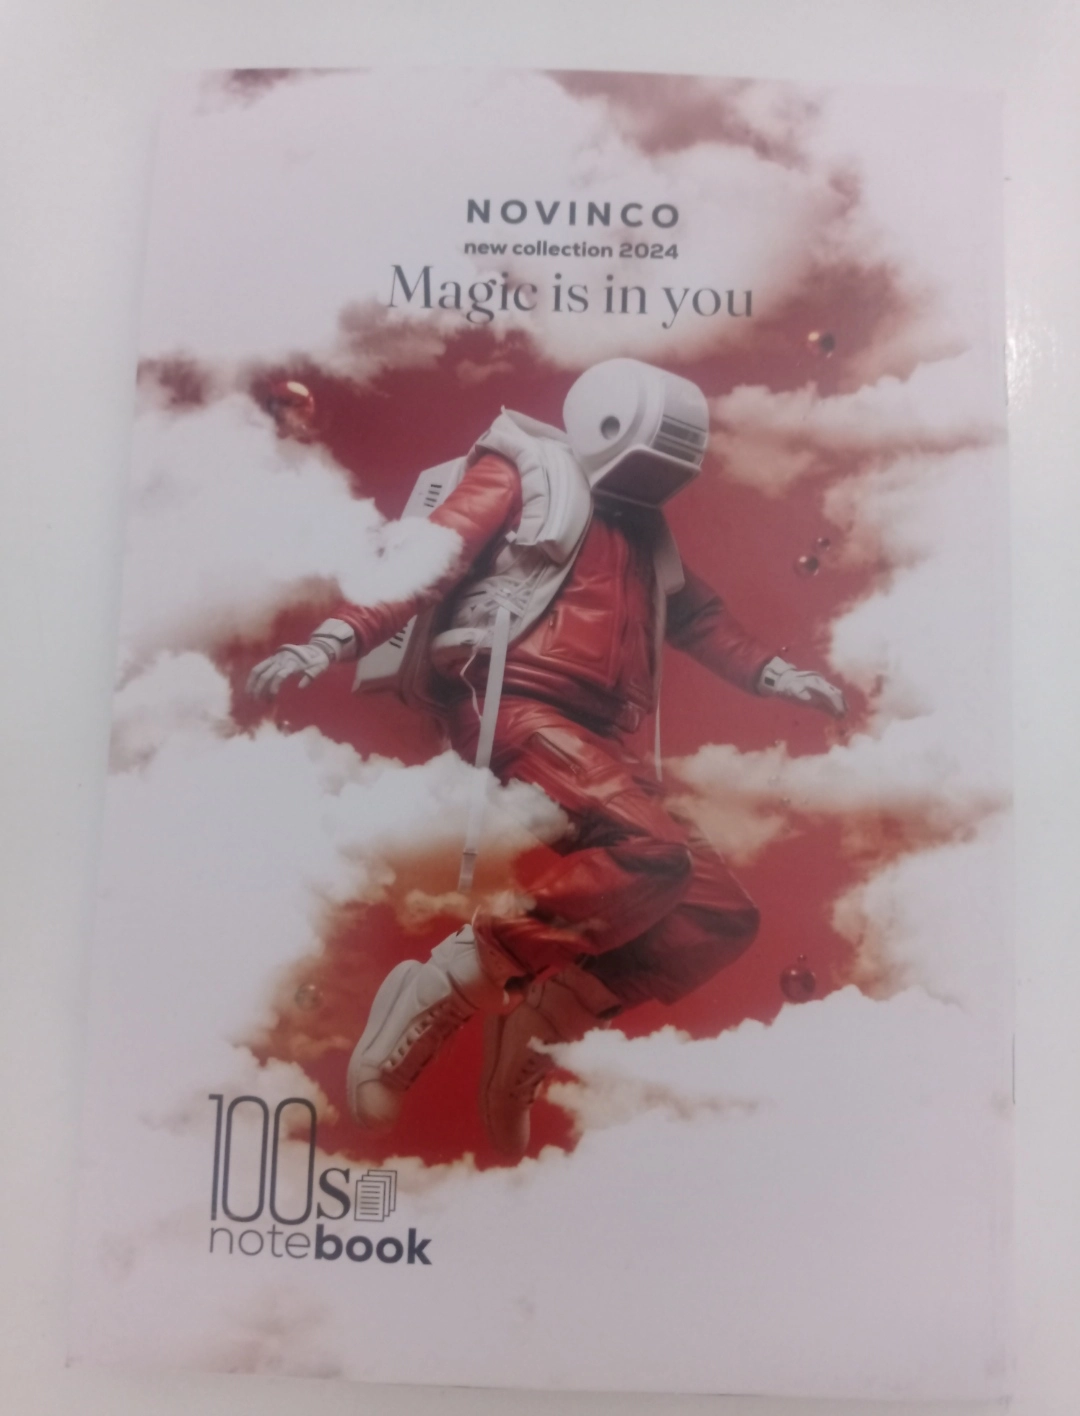 NOVINCO
new collection 2024
Magic is in you
100s
notebook